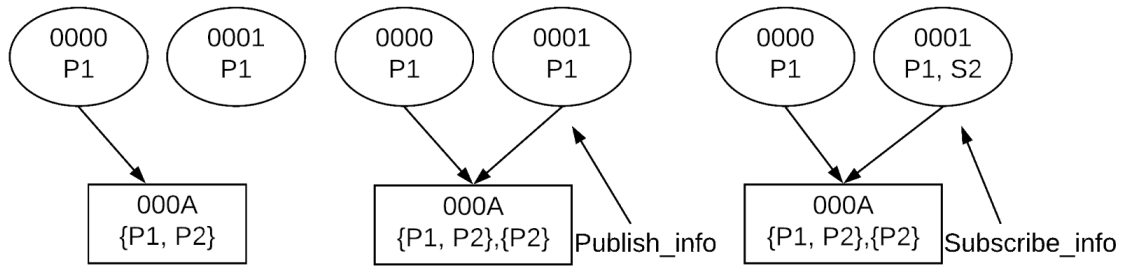 0000
P1
0001
P1
000A
{P1, P2}
0000
P1
0001
P1
000A
{P1, P2},{P2}
Publish_info
0000
P1
0001
P1, S2
000A
{P1, P2},{P2}
Subscribe_info